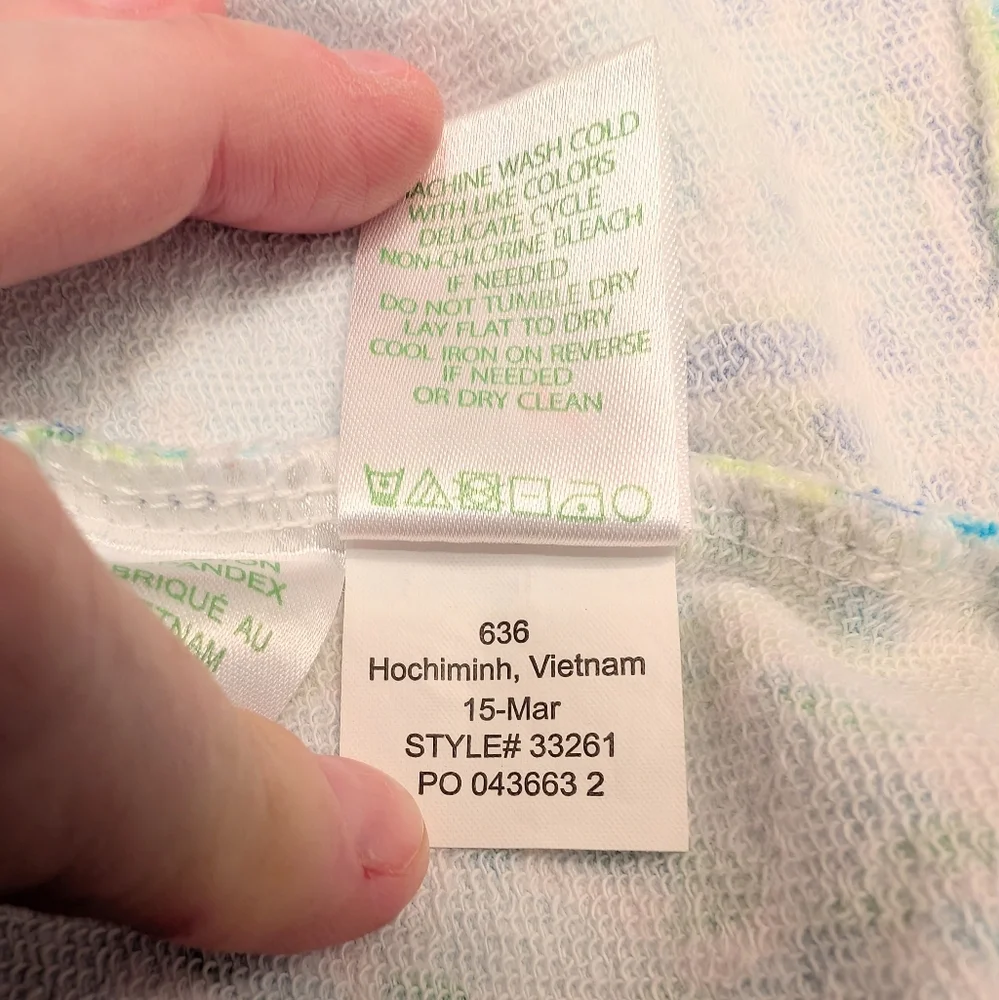 MACHINE WASH COLD
WITH LIKE COLORS
DELICATE CYCLE
NON-CHLORINE BLEACH
IF NEEDED
DO NOT TUMBLE DRY
LAY FLAT TO DRY
COOL IRON ON REVERSE
IF NEEDED
OR DRY CLEAN
ANDEX
BRIQUÉ AU
TNAM
636
Hochiminh, Vietnam
15-Mar
STYLE# 33261
PO 043663 2